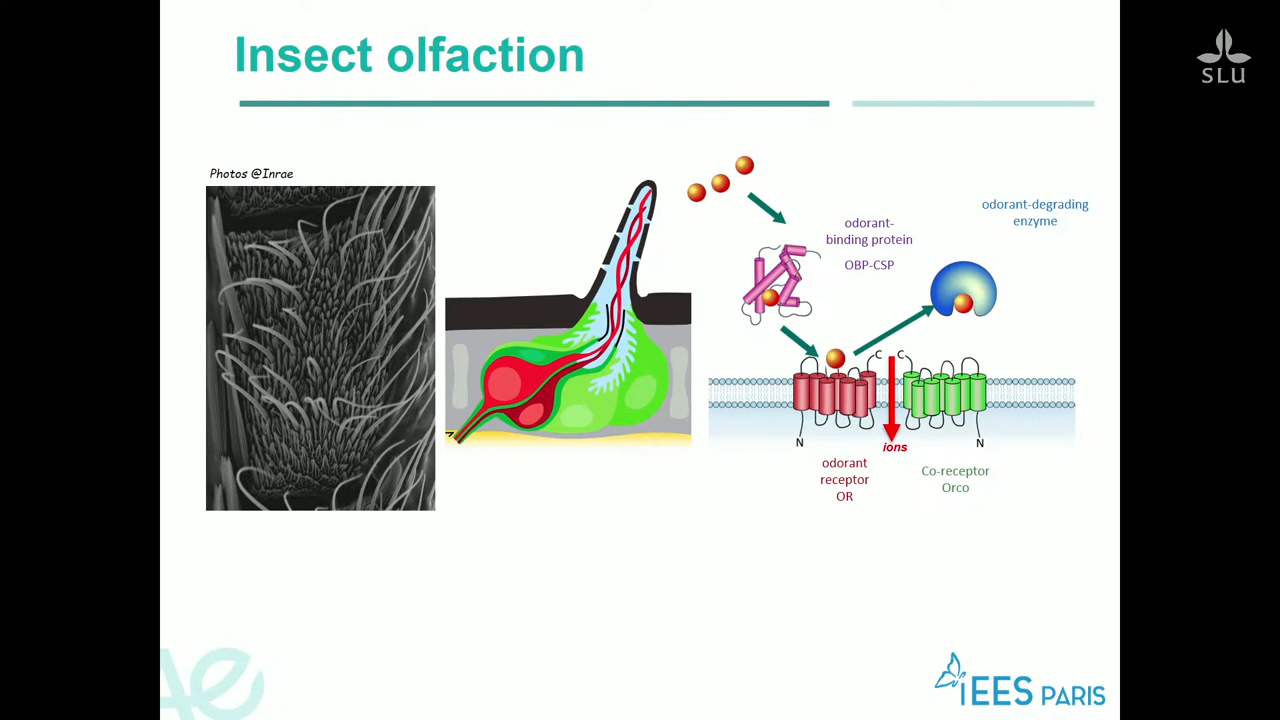 Insect olfaction
SLU
Photos @Inrae
odorant-
binding protein
OBP-CSP
odorant-degrading
enzyme
C
C
N
N
ions
odorant
receptor
OR
Co-receptor
Orco
iEES PARIS